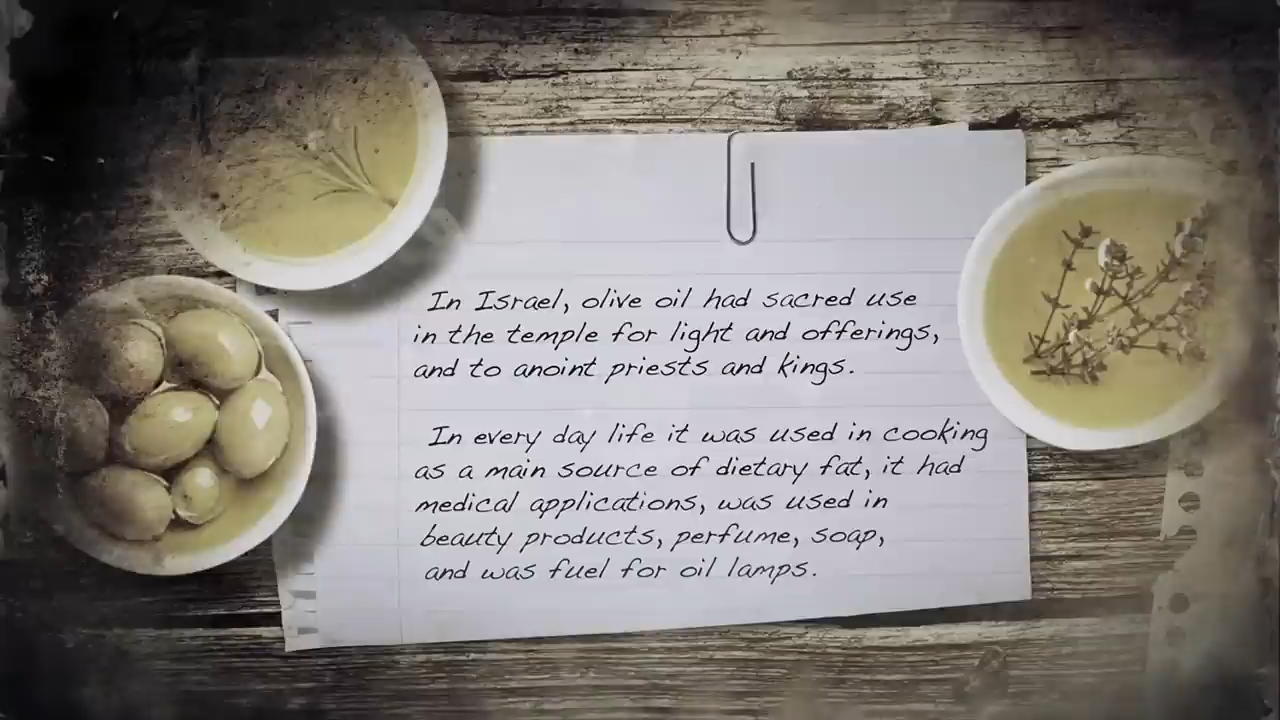 In Israel, olive oil had sacred use
in the temple for light and offerings,
and to anoint priests and kings.
In every day life it was used in cooking
as a main source of dietary fat, it had
medical applications, was used in
beauty products, perfume, soap,
and was fuel for oil lamps.